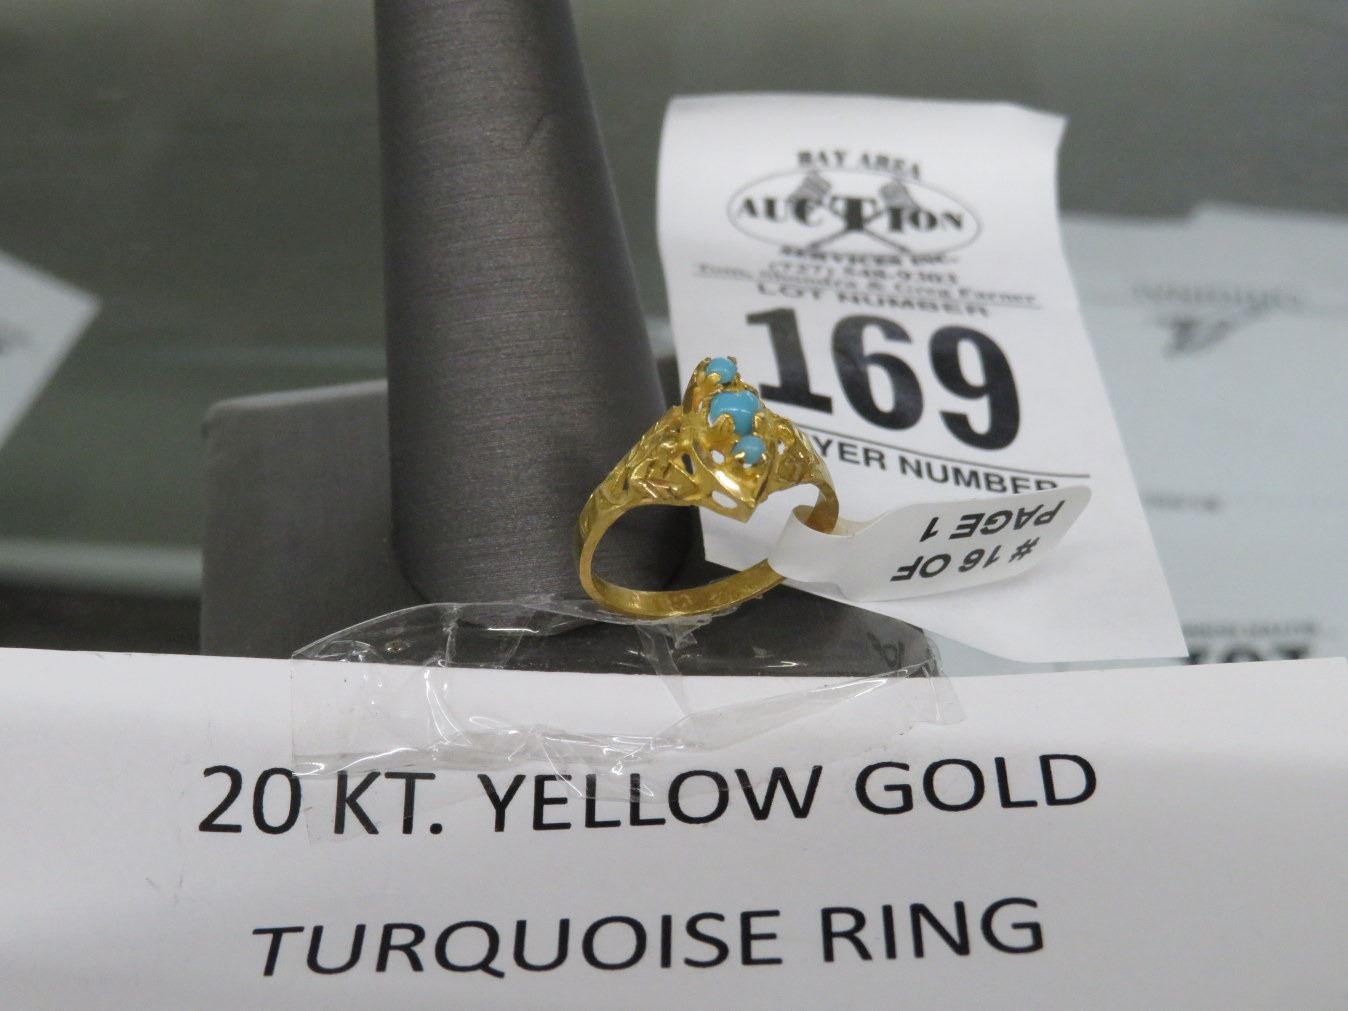 BAY AREA
AUCTION
SERVICES INC.
LOT NUMBER
169
YER NUMBER
# 16 OF
PAGE 1
20 KT. YELLOW GOLD
TURQUOISE RING